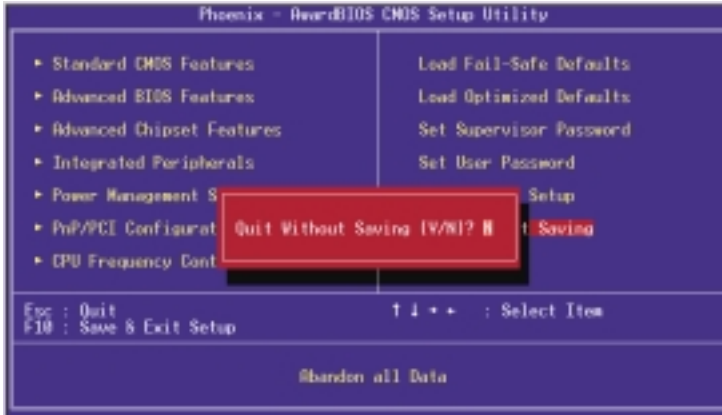 Phoenix - AwardBIOS CMOS Setup Utility
▸ Standard CMOS Features
▸ Advanced BIOS Features
▸ Advanced Chipset Features
▸ Integrated Peripherals
▸ Power Management S
▸ PnP/PCI Configurat
▸ CPU Frequency Cont
Load Fail-Safe Defaults
Load Optimized Defaults
Set Supervisor Password
Set User Password
Setup
t Saving
Quit Without Saving [Y/N]? N
Esc : Quit
F10 : Save & Exit Setup
↑ ↓ → ← : Select Item
Abandon all Data